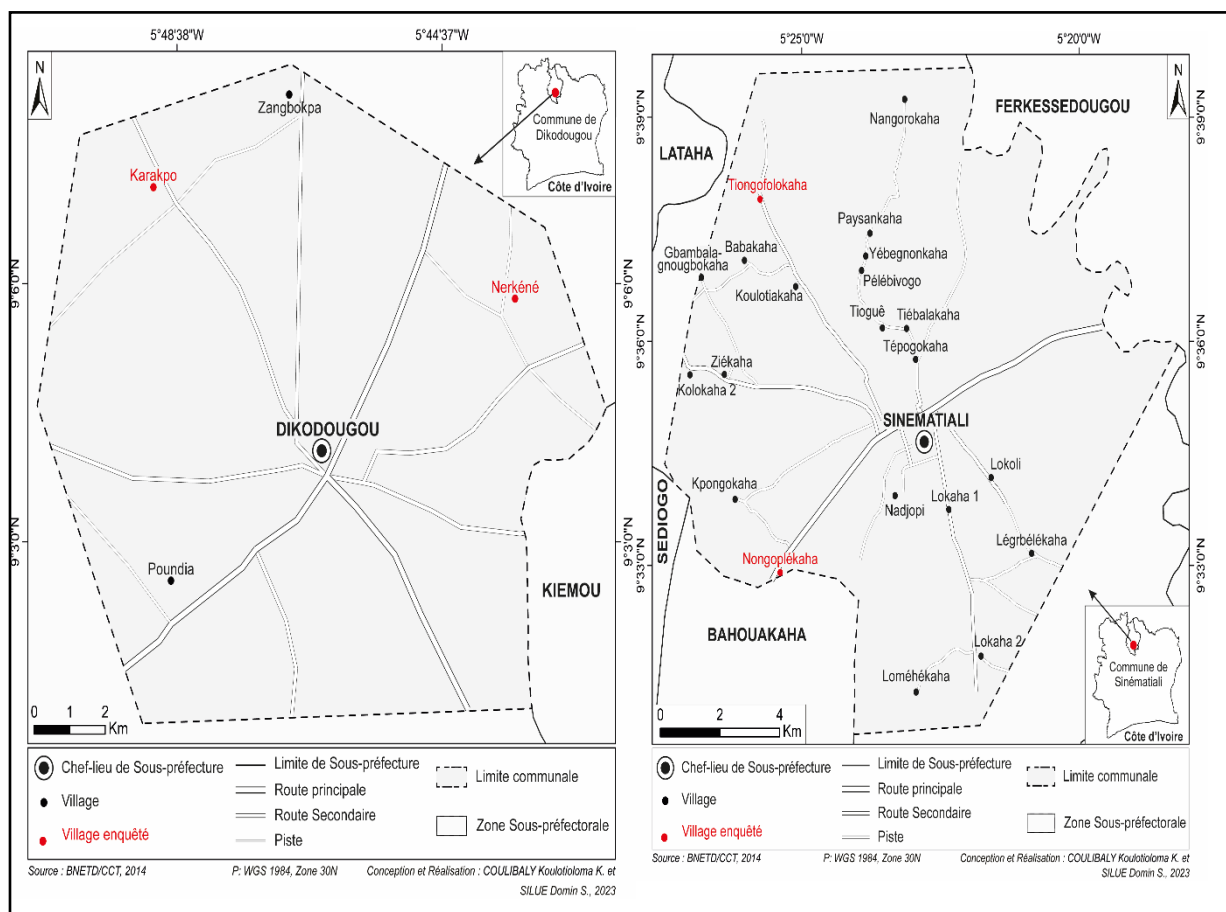 5°48'38"W
5°44'37"W
N
Zangbokpa
Commune de
Dikodougou
Côte d'Ivoire
Karakpo
9°6'0"N
9°6'0"N
Nerkéné
DIKODOUGOU
9°3'0"N
9°3'0"N
Poundia
KIEMOU
0 1 2
Km
Chef-lieu de Sous-préfecture
Village
Village enquêté
Limite de Sous-préfecture
Route principale
Route Secondaire
Piste
Limite communale
Zone Sous-préfectorale
Source : BNETD/CCT, 2014
P: WGS 1984, Zone 30N
Conception et Réalisation : COULIBALY Koulotioloma K. et
SILUE Domin S., 2023
5°25'0"W
5°20'0"W
N
9°39'0"N
9°39'0"N
FERKESSEDOUGOU
Nangorokaha
LATAHA
Tiongofolokaha
Paysankaha
Gbambala-
gnougbokaha
Babakaha
Yébegnonkaha
Pélébivogo
Koulotiakaha
Tioguê
Tiébalakaha
9°36'0"N
9°36'0"N
Tépogokaha
Ziékaha
Kolokaha 2
SINEMATIALI
Lokoli
Kpongokaha
Nadjopi
Lokaha 1
SEDIOGO
Légrbélékaha
9°33'0"N
9°33'0"N
Nongoplékaha
BAHOUAKAHA
Lokaha 2
Loméhékaha
Commune de
Sinématiali
Côte d'Ivoire
0 2 4
Km
Chef-lieu de Sous-préfecture
Village
Village enquêté
Limite de Sous-préfecture
Route principale
Route Secondaire
Piste
Limite communale
Zone Sous-préfectorale
Source : BNETD/CCT, 2014
P: WGS 1984, Zone 30N
Conception et Réalisation : COULIBALY Koulotioloma K. et
SILUE Domin S., 2023